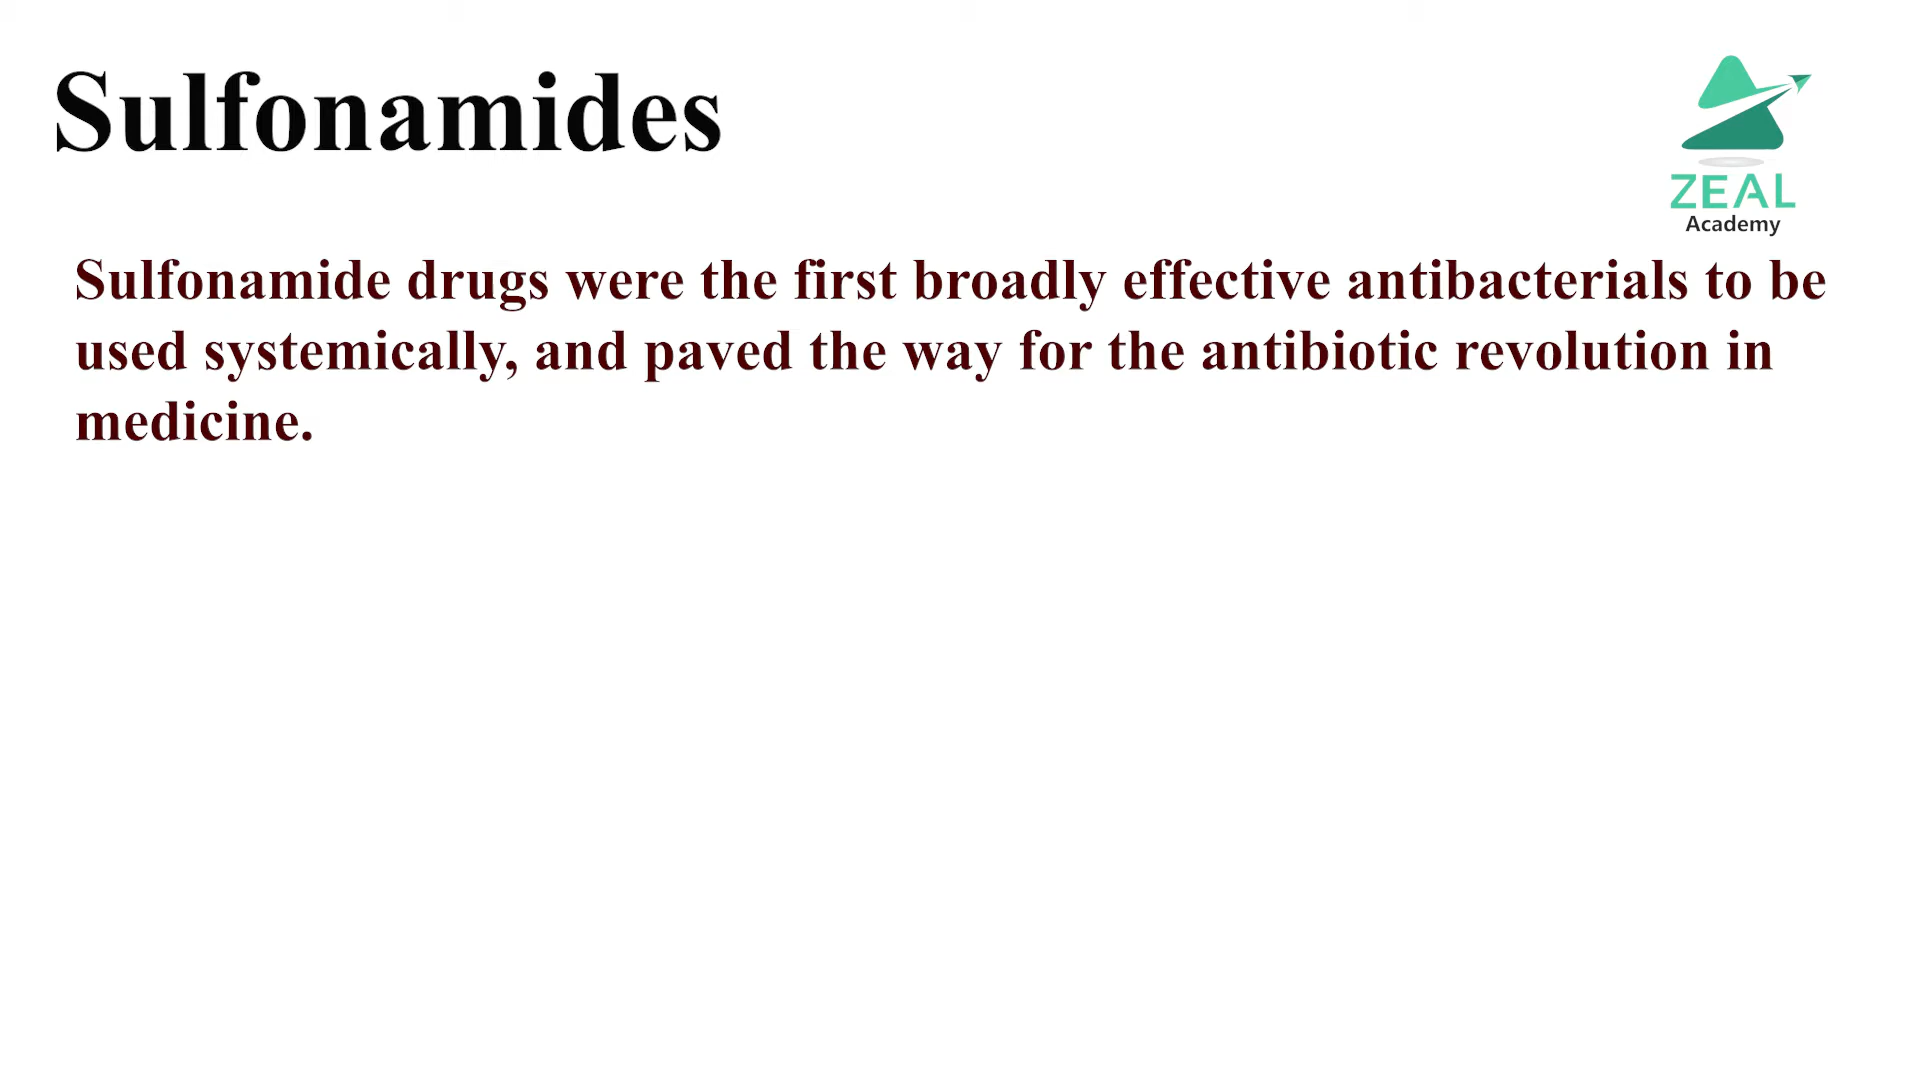 Sulfonamides
ZEAL
Academy
Sulfonamide drugs were the first broadly effective antibacterials to be
used systemically, and paved the way for the antibiotic revolution in
medicine.